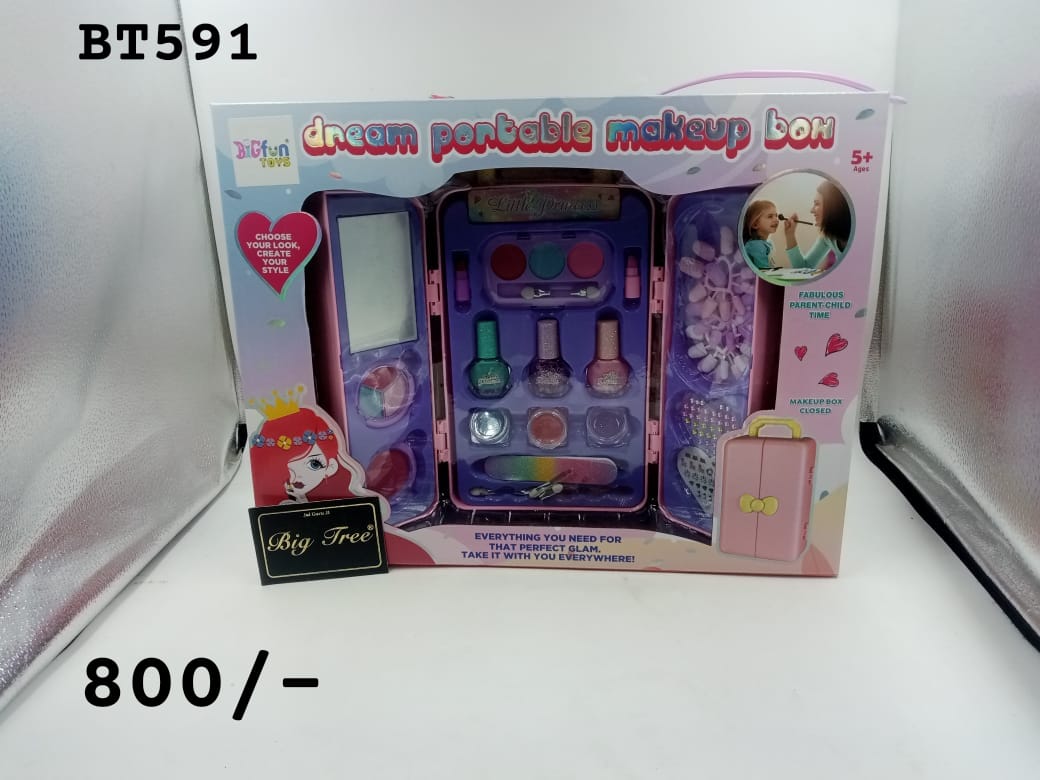 BT591
BiGfun
TOYS
dream portable makeup box
5+
Ages
Little Princess
CHOOSE
YOUR LOOK,
CREATE
YOUR
STYLE
FABULOUS
PARENT-CHILD
TIME
MAKEUP BOX
CLOSED
Big Tree®
EVERYTHING YOU NEED FOR
THAT PERFECT GLAM.
TAKE IT WITH YOU EVERYWHERE!
800/-